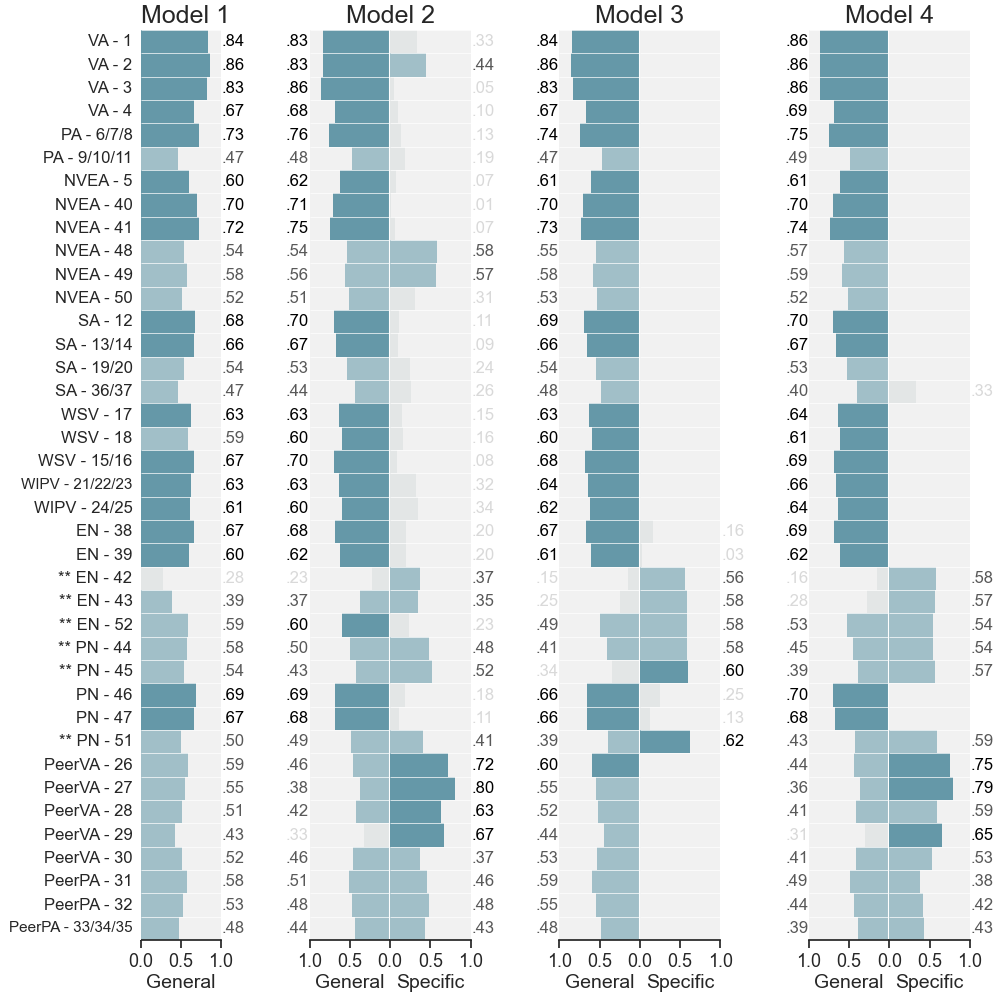 Model 1 Model 2 Model 3 Model 4
VA - 1 .84 .83 .33 .84 .86
VA - 2 .86 .83 .44 .86 .86
VA - 3 .83 .86 .05 .83 .86
VA - 4 .67 .68 .10 .67 .69
PA - 6/7/8 .73 .76 .13 .74 .75
PA - 9/10/11 .47 .48 .19 .47 .49
NVEA - 5 .60 .62 .07 .61 .61
NVEA - 40 .70 .71 .01 .70 .70
NVEA - 41 .72 .75 .07 .73 .74
NVEA - 48 .54 .54 .58 .55 .57
NVEA - 49 .58 .56 .57 .58 .59
NVEA - 50 .52 .51 .31 .53 .52
SA - 12 .68 .70 .11 .69 .70
SA - 13/14 .66 .67 .09 .66 .67
SA - 19/20 .54 .53 .24 .54 .53
SA - 36/37 .47 .44 .26 .48 .40 .33
WSV - 17 .63 .63 .15 .63 .64
WSV - 18 .59 .60 .16 .60 .61
WSV - 15/16 .67 .70 .08 .68 .69
WIPV - 21/22/23 .63 .63 .32 .64 .66
WIPV - 24/25 .61 .60 .34 .62 .64
EN - 38 .67 .68 .20 .67 .16 .69
EN - 39 .60 .62 .20 .61 .03 .62
** EN - 42 .28 .23 .37 .15 .56 .16 .58
** EN - 43 .39 .37 .35 .25 .58 .28 .57
** EN - 52 .59 .60 .23 .49 .58 .53 .54
** PN - 44 .58 .50 .48 .41 .58 .45 .54
** PN - 45 .54 .43 .52 .34 .60 .39 .57
PN - 46 .69 .69 .18 .66 .25 .70
PN - 47 .67 .68 .11 .66 .13 .68
** PN - 51 .50 .49 .41 .39 .62 .43 .59
PeerVA - 26 .59 .46 .72 .60 .44 .75
PeerVA - 27 .55 .38 .80 .55 .36 .79
PeerVA - 28 .51 .42 .63 .52 .41 .59
PeerVA - 29 .43 .33 .67 .44 .31 .65
PeerVA - 30 .52 .46 .37 .53 .41 .53
PeerPA - 31 .58 .51 .46 .59 .49 .38
PeerPA - 32 .53 .48 .48 .55 .44 .42
PeerPA - 33/34/35 .48 .44 .43 .48 .39 .43
0.0 0.5 1.0 1.0 0.5 0.0 0.5 1.0 1.0 0.5 0.0 0.5 1.0 1.0 0.5 0.0 0.5 1.0
General General Specific General Specific General Specific